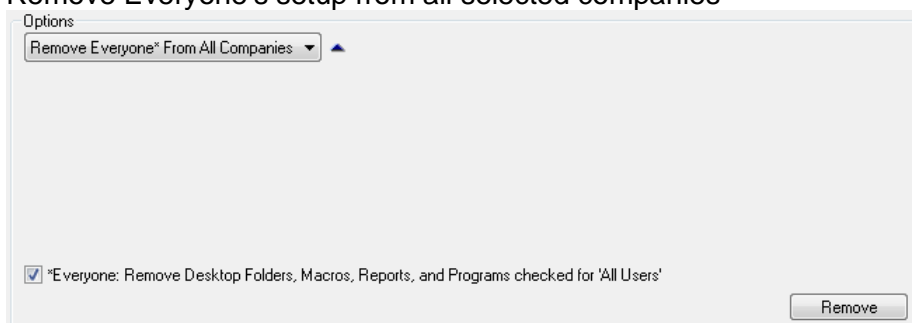 Remove Everyone's setup from all selected companies
Options
Remove Everyone* From All Companies
*Everyone: Remove Desktop Folders, Macros, Reports, and Programs checked for 'All Users'
Remove